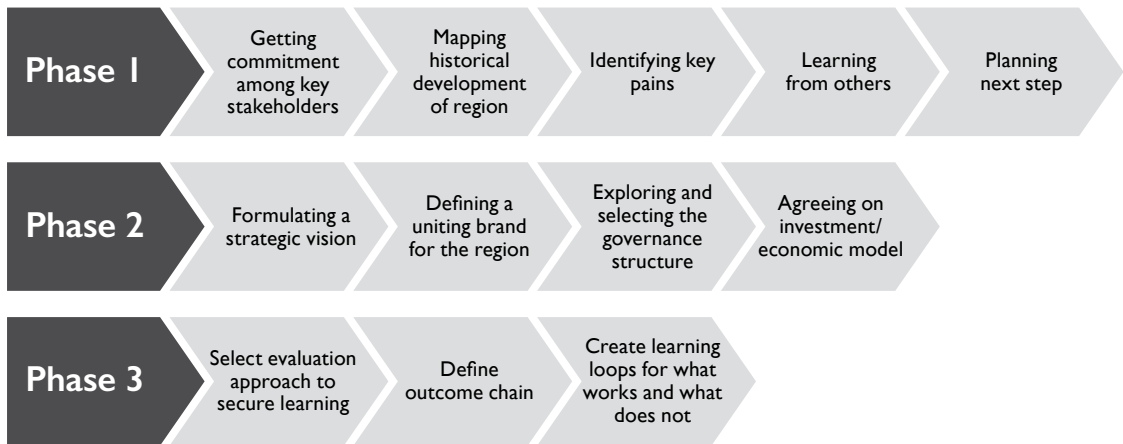 Phase 1
Getting
commitment
among key
stakeholders
Mapping
historical
development
of region
Identifying key
pains
Learning
from others
Planning
next step
Phase 2
Formulating a
strategic vision
Defining a
uniting brand
for the region
Exploring and
selecting the
governance
structure
Agreeing on
investment/
economic model
Phase 3
Select evaluation
approach to
secure learning
Define
outcome chain
Create learning
loops for what
works and what
does not